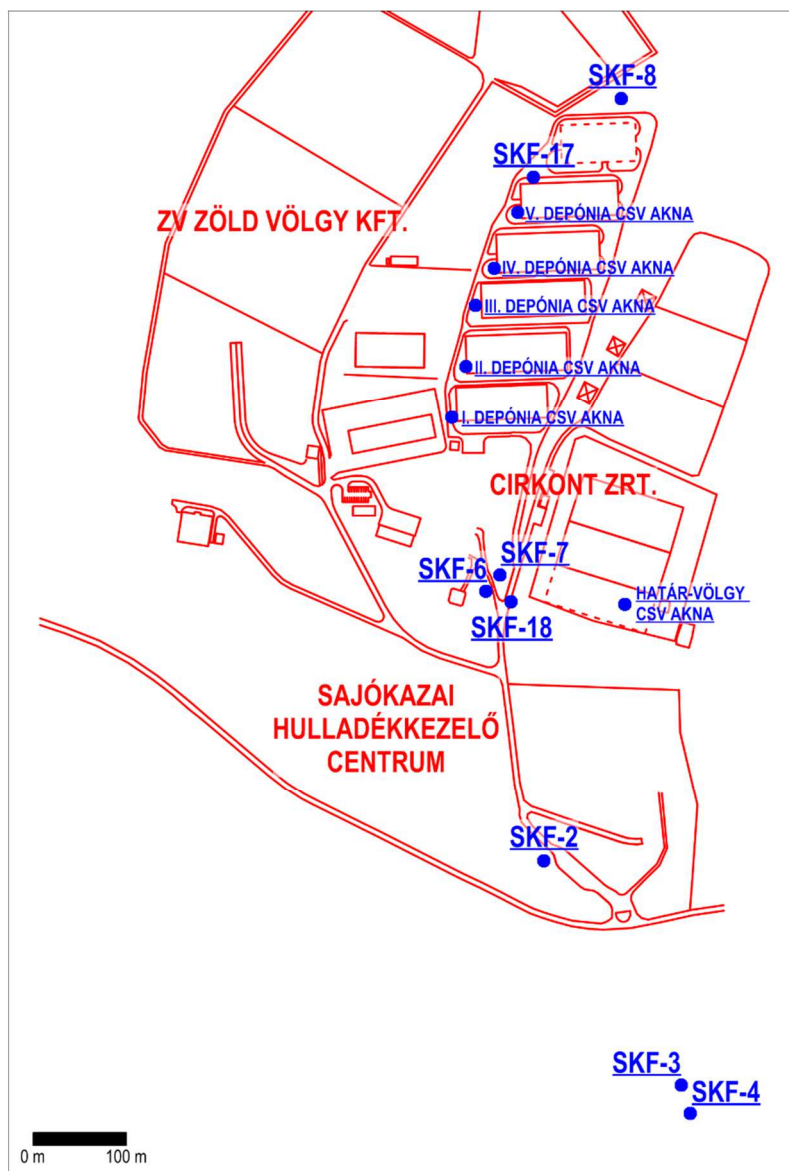 SKF-8
SKF-17
ZV ZÖLD VÖLGY KFT.
V. DEPÓNIA CSV AKNA
IV. DEPÓNIA CSV AKNA
III. DEPÓNIA CSV AKNA
II. DEPÓNIA CSV AKNA
I. DEPÓNIA CSV AKNA
CIRKONT ZRT.
SKF-7
SKF-6
SKF-18
HATÁR-VÖLGY
CSV AKNA
SAJÓKAZAI
HULLADÉKKEZELŐ
CENTRUM
SKF-2
SKF-3
SKF-4
0 m 100 m